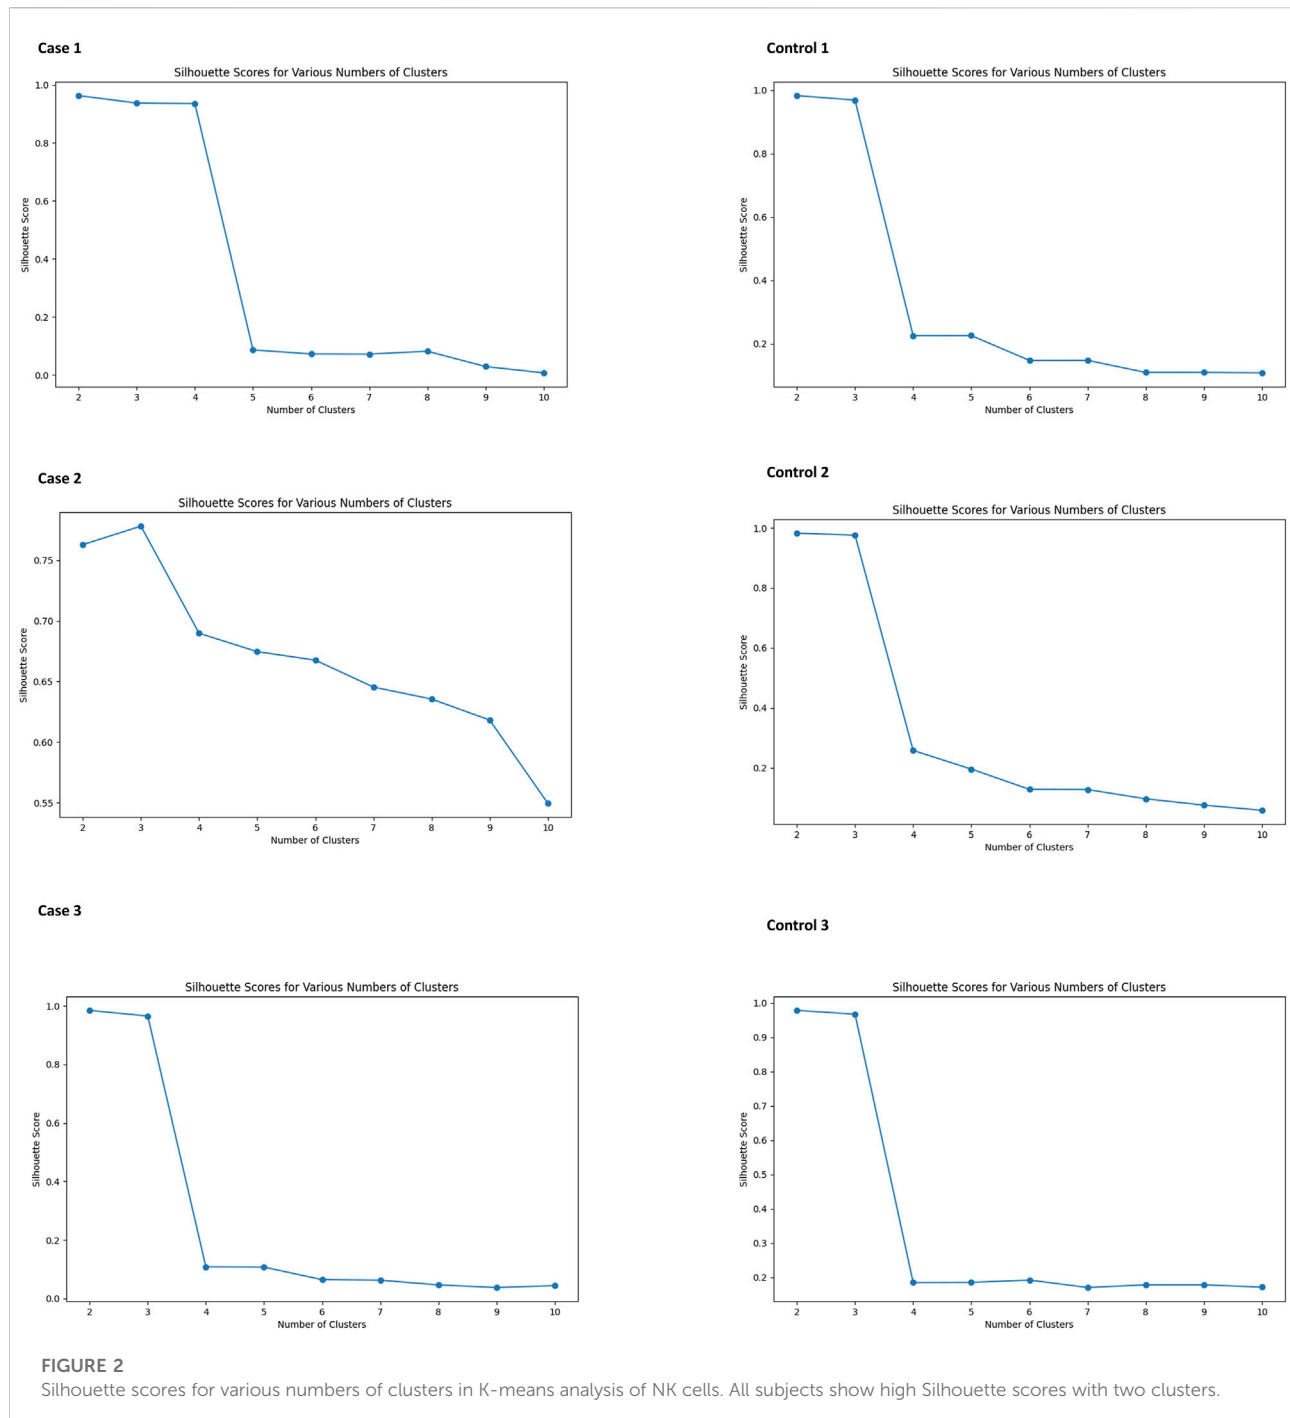 Case 1
Silhouette Scores for Various Numbers of Clusters
1.0
0.8
0.6
0.4
0.2
0.0
Silhouette Score
2 3 4 5 6 7 8 9 10
Number of Clusters
Control 1
Silhouette Scores for Various Numbers of Clusters
1.0
0.8
0.6
0.4
0.2
Silhouette Score
2 3 4 5 6 7 8 9 10
Number of Clusters
Case 2
Silhouette Scores for Various Numbers of Clusters
0.75
0.70
0.65
0.60
0.55
Silhouette Score
2 3 4 5 6 7 8 9 10
Number of Clusters
Control 2
Silhouette Scores for Various Numbers of Clusters
1.0
0.8
0.6
0.4
0.2
Silhouette Score
2 3 4 5 6 7 8 9 10
Number of Clusters
Case 3
Silhouette Scores for Various Numbers of Clusters
1.0
0.8
0.6
0.4
0.2
0.0
Silhouette Score
2 3 4 5 6 7 8 9 10
Number of Clusters
Control 3
Silhouette Scores for Various Numbers of Clusters
1.0
0.9
0.8
0.7
0.6
0.5
0.4
0.3
0.2
Silhouette Score
2 3 4 5 6 7 8 9 10
Number of Clusters
FIGURE 2
Silhouette scores for various numbers of clusters in K-means analysis of NK cells. All subjects show high Silhouette scores with two clusters.